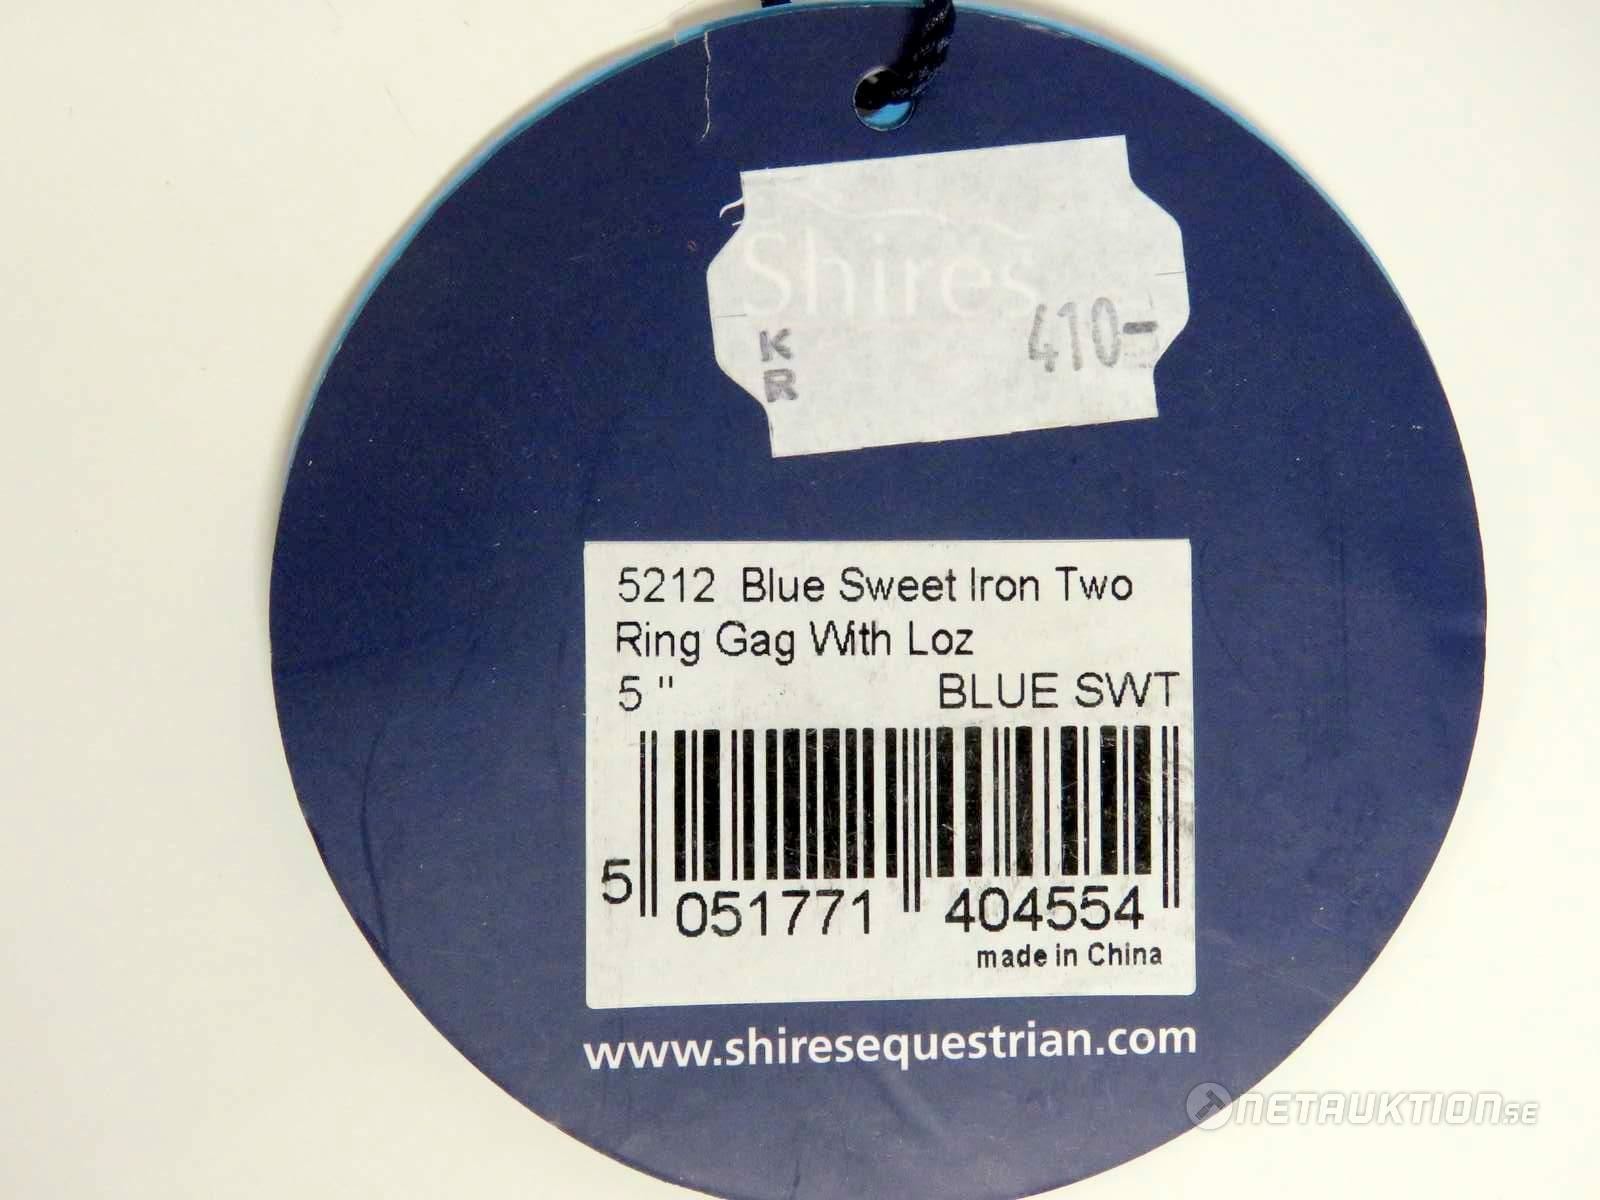 Shires
K
R
410-
5212 Blue Sweet Iron Two
Ring Gag With Loz
5 " BLUE SWT
5 051771 404554
made in China
www.shiresequestrian.com
NETAUKTION.SE